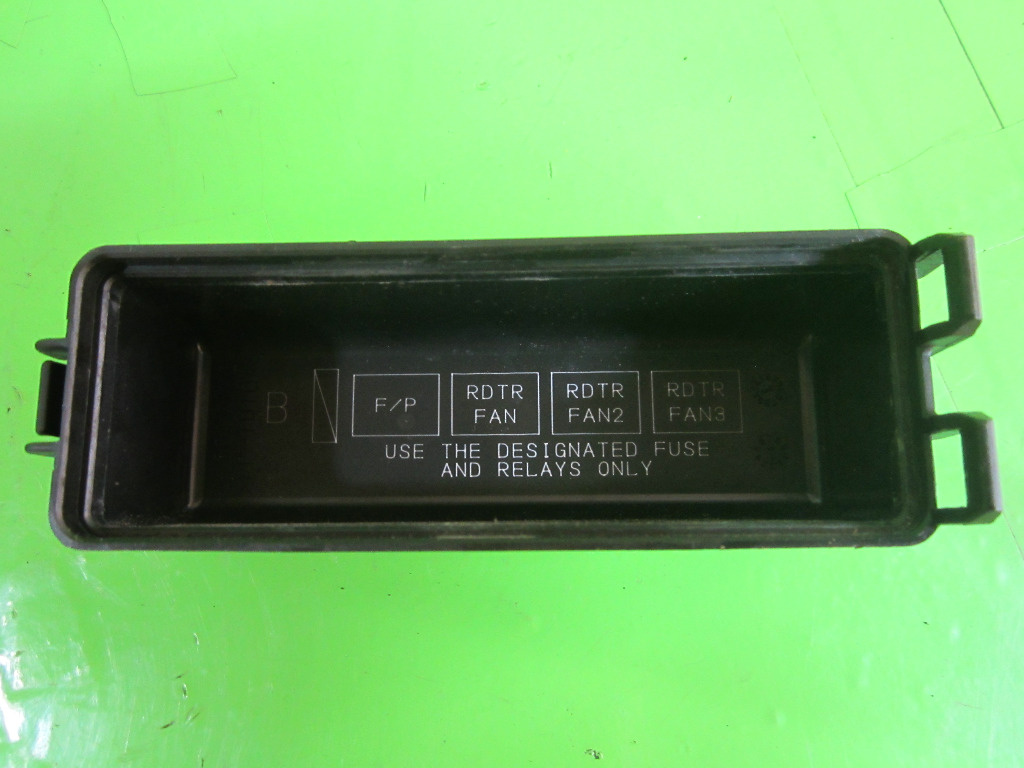 B
F/P
RDTR
FAN
RDTR
FAN2
RDTR
FAN3
USE THE DESIGNATED FUSE
AND RELAYS ONLY